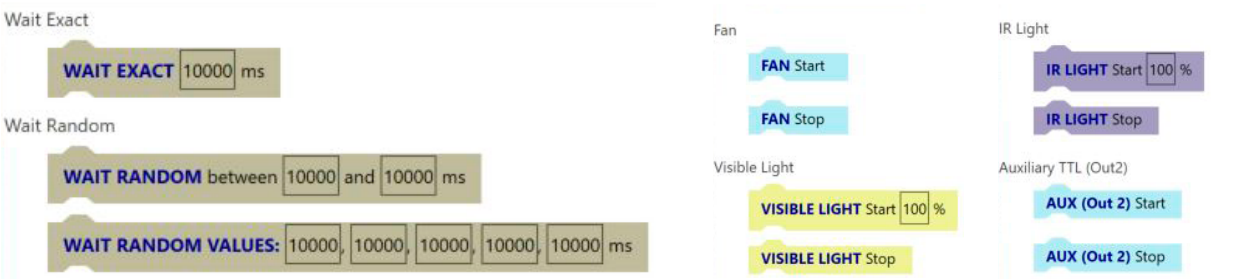 Wait Exact
WAIT EXACT 10000 ms
Wait Random
WAIT RANDOM between 10000 and 10000 ms
WAIT RANDOM VALUES: 10000, 10000, 10000, 10000, 10000 ms
Fan
FAN Start
FAN Stop
Visible Light
VISIBLE LIGHT Start 100 %
VISIBLE LIGHT Stop
IR Light
IR LIGHT Start 100 %
IR LIGHT Stop
Auxiliary TTL (Out2)
AUX (Out 2) Start
AUX (Out 2) Stop